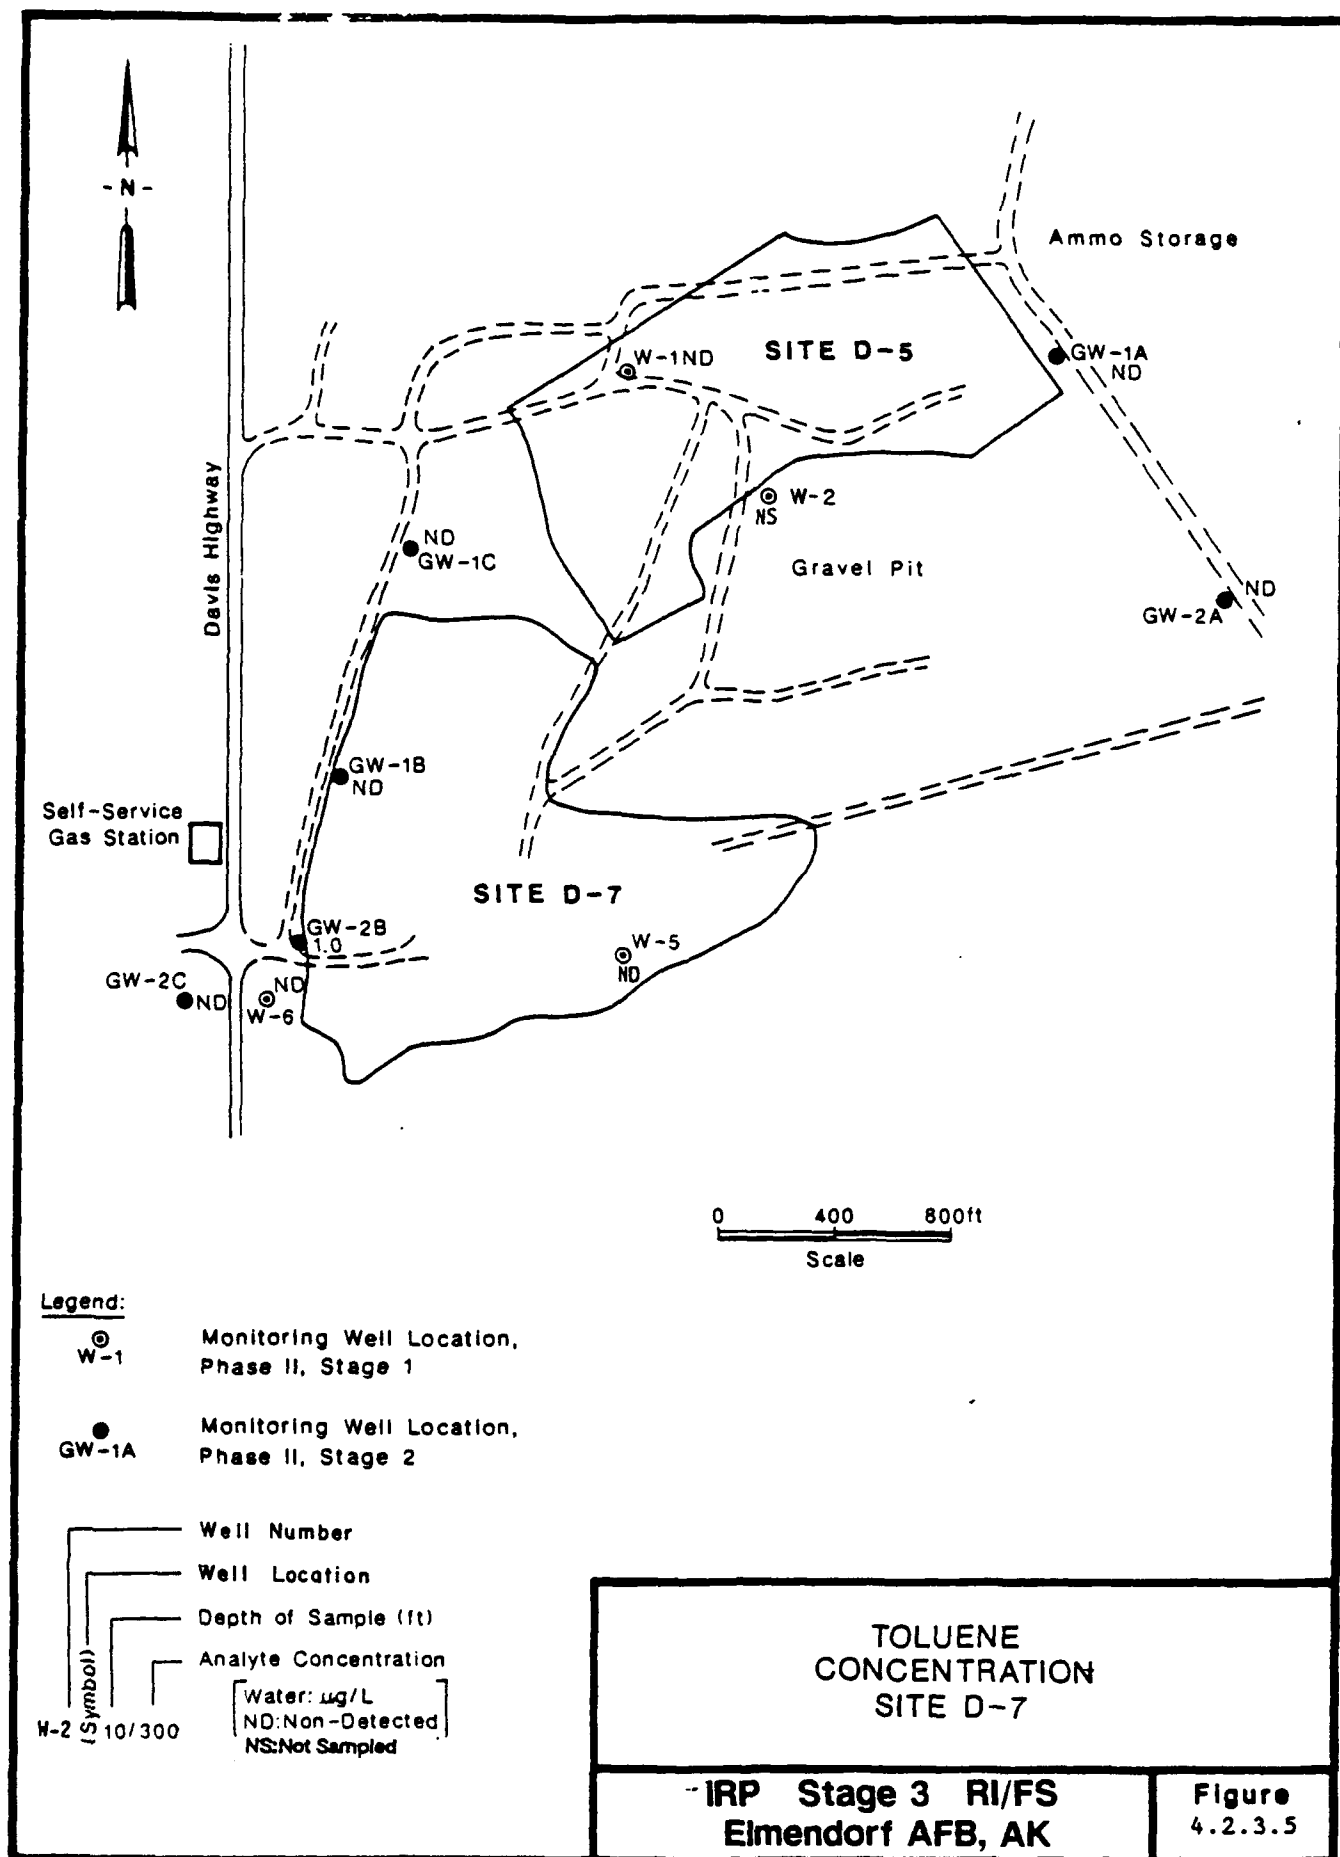 -N-
Ammo Storage
W-1ND
SITE D-5
GW-1A
ND
W-2
NS
Davis Highway
ND
GW-1C
Gravel Pit
ND
GW-2A
GW-1B
ND
Self-Service
Gas Station
SITE D-7
GW-2B
1.0
W-5
ND
GW-2C
ND
ND
W-6
0 400 800ft
Scale
Legend:
W-1
Monitoring Well Location,
Phase II, Stage 1
GW-1A
Monitoring Well Location,
Phase II, Stage 2
Well Number
Well Location
Depth of Sample (ft)
Analyte Concentration
Water: µg/L
ND:Non-Detected
NS:Not Sampled
W-2 (Symbol) 10/300
TOLUENE
CONCENTRATION
SITE D-7
IRP Stage 3 RI/FS
Elmendorf AFB, AK
Figure
4.2.3.5